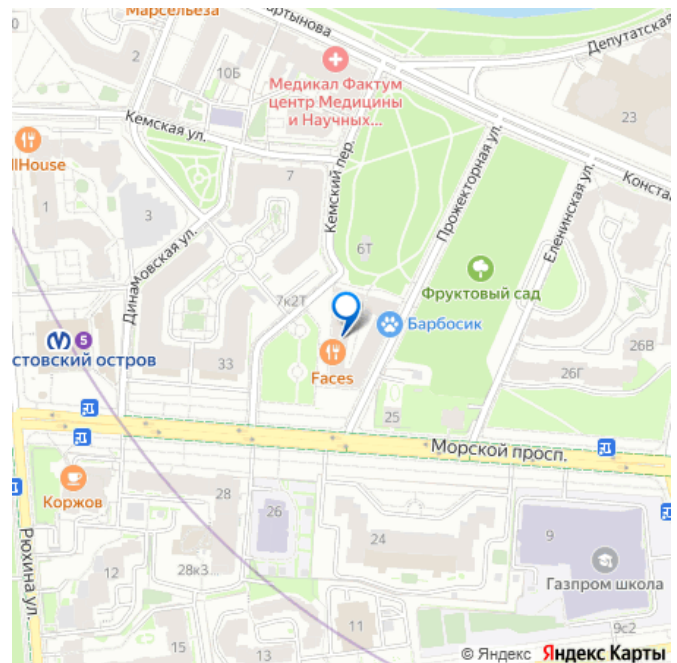 Марсельеза
артынова
0
Депутатская
2
10Б
Медикал Фактум
центр Медицины
и Научных...
23
Кемская ул.
llHouse
7
Кемский пер.
Прожекторная ул.
Еленинская ул.
Конста
1
3
6Т
Динамовская ул.
Фруктовый сад
7к2Т
Барбосик
5
стовский остров
33
Faces
26В
26Г
25
Морской просп.
Коржов
28
26
24
9
Рюхина ул.
28к3...
12
Газпром школа
11
9с2
15
13
© Яндекс Яндекс Карты